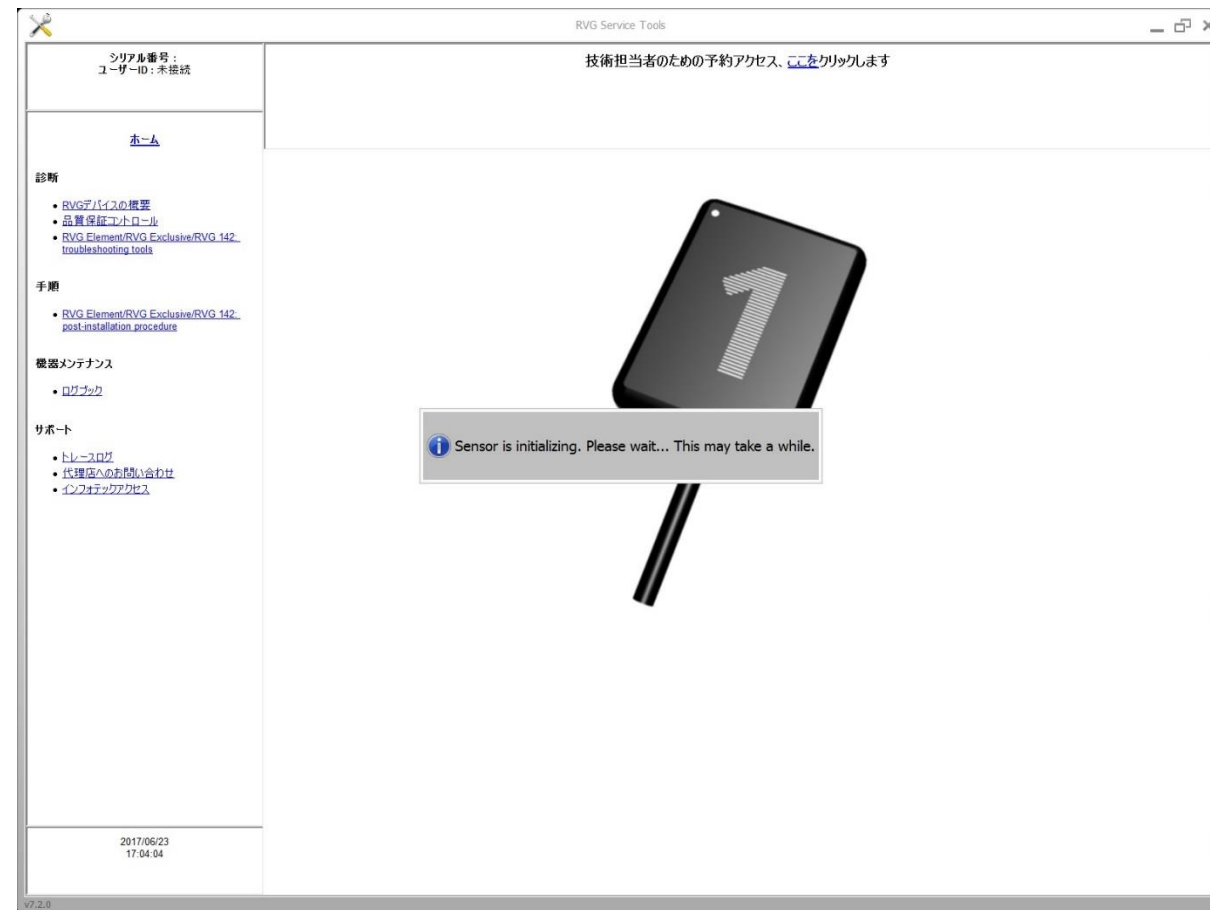 RVG Service Tools
シリアル番号 :
ユーザーID : 未接続
技術担当者のための予約アクセス、ここをクリックします
ホーム
診断
• RVGデバイスの概要
• 品質保証コントロール
• RVG Element/RVG Exclusive/RVG 142:
troubleshooting tools
手順
• RVG Element/RVG Exclusive/RVG 142:
post-installation procedure
機器メンテナンス
• ログブック
サポート
• トレースログ
• 代理店へのお問い合わせ
• インフォテックアクセス
1
Sensor is initializing. Please wait... This may take a while.
2017/06/23
17:04:04
v7.2.0